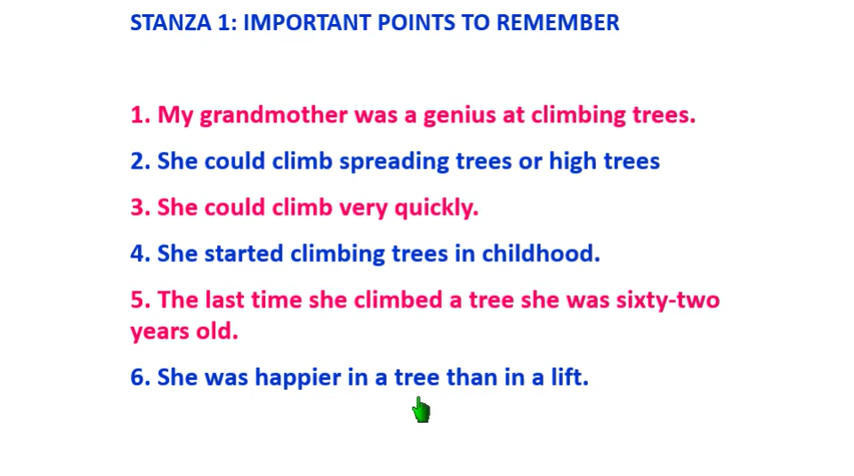 STANZA 1: IMPORTANT POINTS TO REMEMBER
1. My grandmother was a genius at climbing trees.
2. She could climb spreading trees or high trees
3. She could climb very quickly.
4. She started climbing trees in childhood.
5. The last time she climbed a tree she was sixty-two
years old.
6. She was happier in a tree than in a lift.